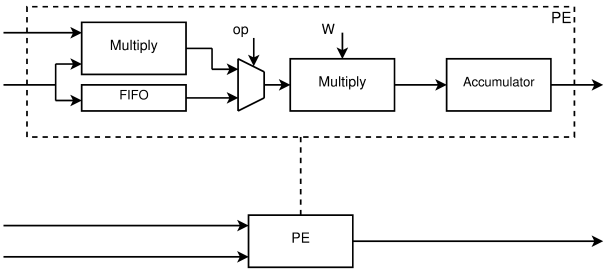 PE
Multiply
op
W
FIFO
Multiply
Accumulator
PE